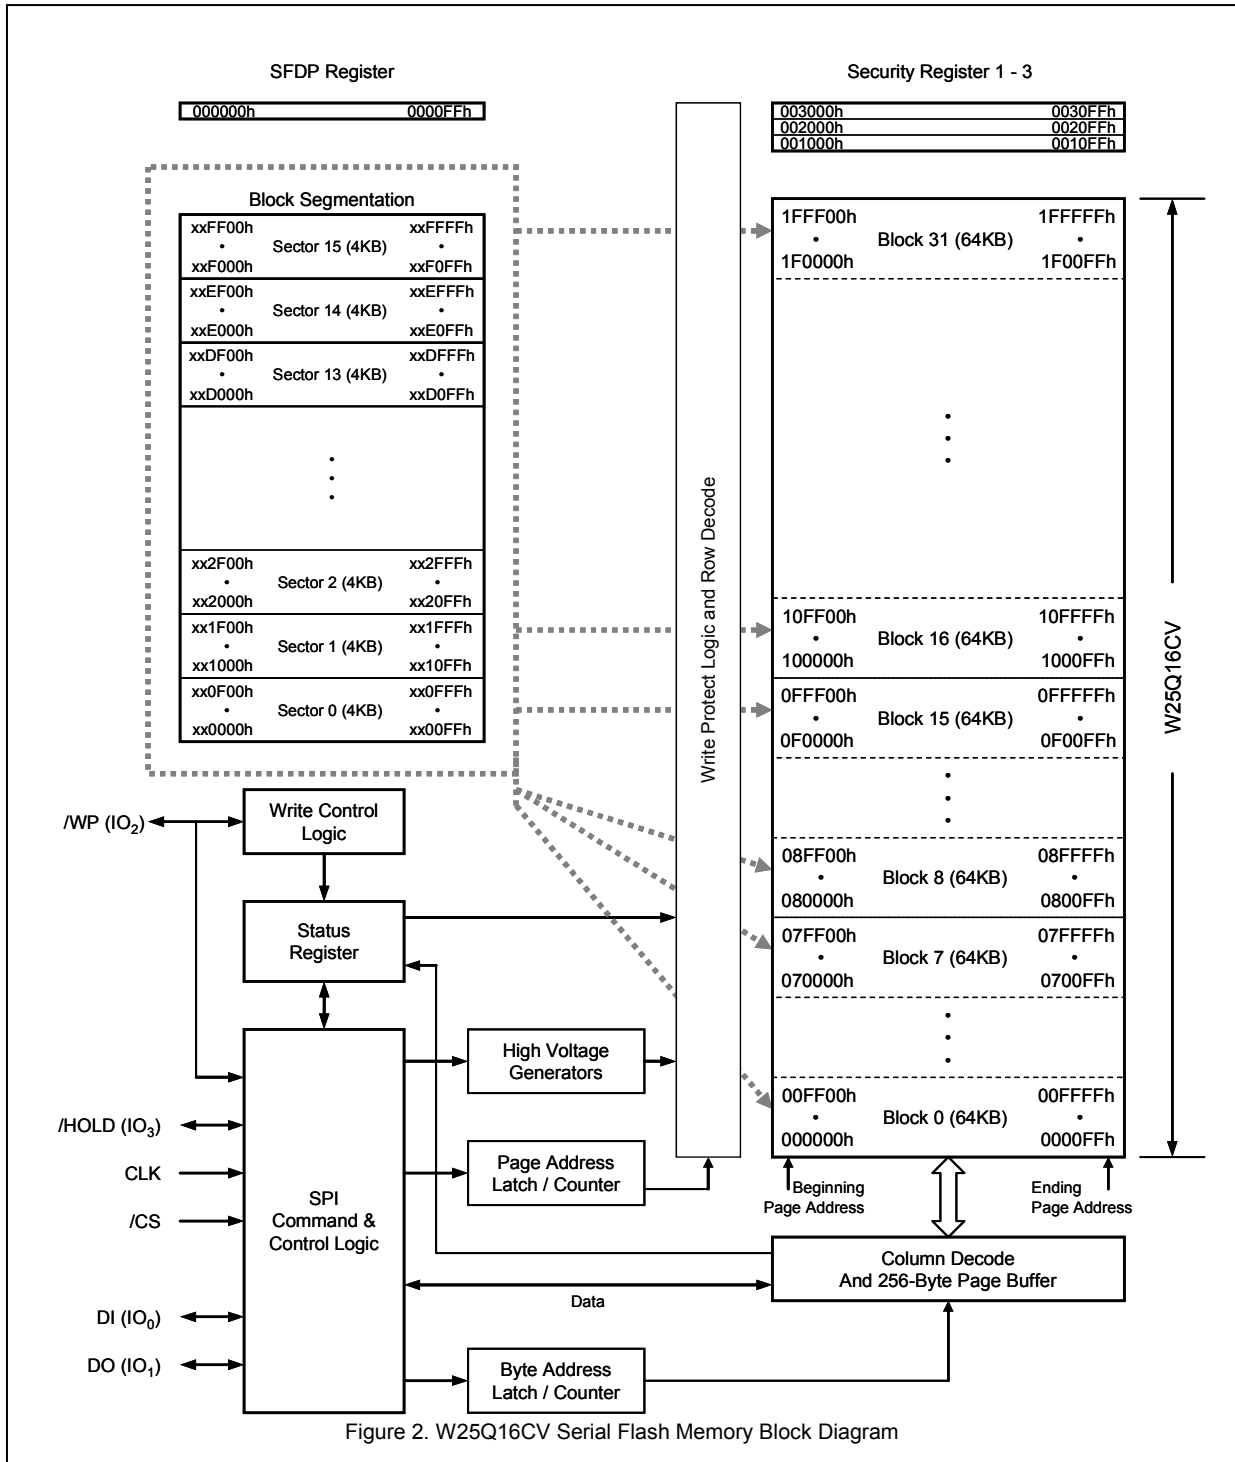 SFDP Register
000000h 0000FFh
Security Register 1 - 3
003000h 0030FFh
002000h 0020FFh
001000h 0010FFh
Block Segmentation
xxFF00h xxFFFFh
• Sector 15 (4KB) •
xxF000h xxF0FFh
xxEF00h xxEFFFh
• Sector 14 (4KB) •
xxE000h xxE0FFh
xxDF00h xxDFFFh
• Sector 13 (4KB) •
xxD000h xxD0FFh
xx2F00h xx2FFFh
• Sector 2 (4KB) •
xx2000h xx20FFh
xx1F00h xx1FFFh
• Sector 1 (4KB) •
xx1000h xx10FFh
xx0F00h xx0FFFh
• Sector 0 (4KB) •
xx0000h xx00FFh
Write Protect Logic and Row Decode
1FFF00h 1FFFFFh
• Block 31 (64KB) •
1F0000h 1F00FFh
10FF00h 10FFFFh
• Block 16 (64KB) •
100000h 1000FFh
0FFF00h 0FFFFFh
• Block 15 (64KB) •
0F0000h 0F00FFh
08FF00h 08FFFFh
• Block 8 (64KB) •
080000h 0800FFh
07FF00h 07FFFFh
• Block 7 (64KB) •
070000h 0700FFh
00FF00h 00FFFFh
• Block 0 (64KB) •
000000h 0000FFh
W25Q16CV
Beginning
Page Address
Ending
Page Address
/WP (IO2)
Write Control
Logic
Status
Register
High Voltage
Generators
/HOLD (IO3)
CLK
/CS
DI (IO0)
DO (IO1)
SPI
Command &
Control Logic
Page Address
Latch / Counter
Column Decode
And 256-Byte Page Buffer
Data
Byte Address
Latch / Counter
Figure 2. W25Q16CV Serial Flash Memory Block Diagram